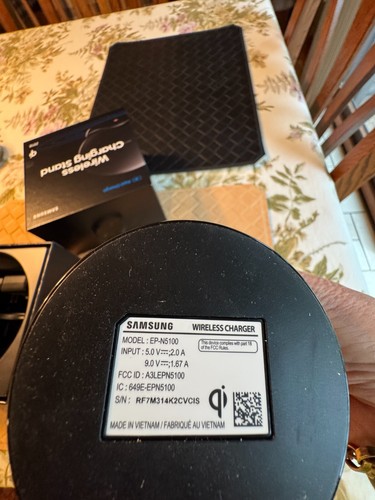 Wireless
Charging Stand
SAMSUNG
SAMSUNG WIRELESS CHARGER
MODEL : EP-N5100
This device complies with part 18
of the FCC Rules.
INPUT : 5.0 V⎓;2.0 A
9.0 V⎓;1.67 A
FCC ID : A3LEPN5100
IC : 649E-EPN5100
S/N : RF7M314K2CVCIS
qi
MADE IN VIETNAM / FABRIQUÉ AU VIETNAM